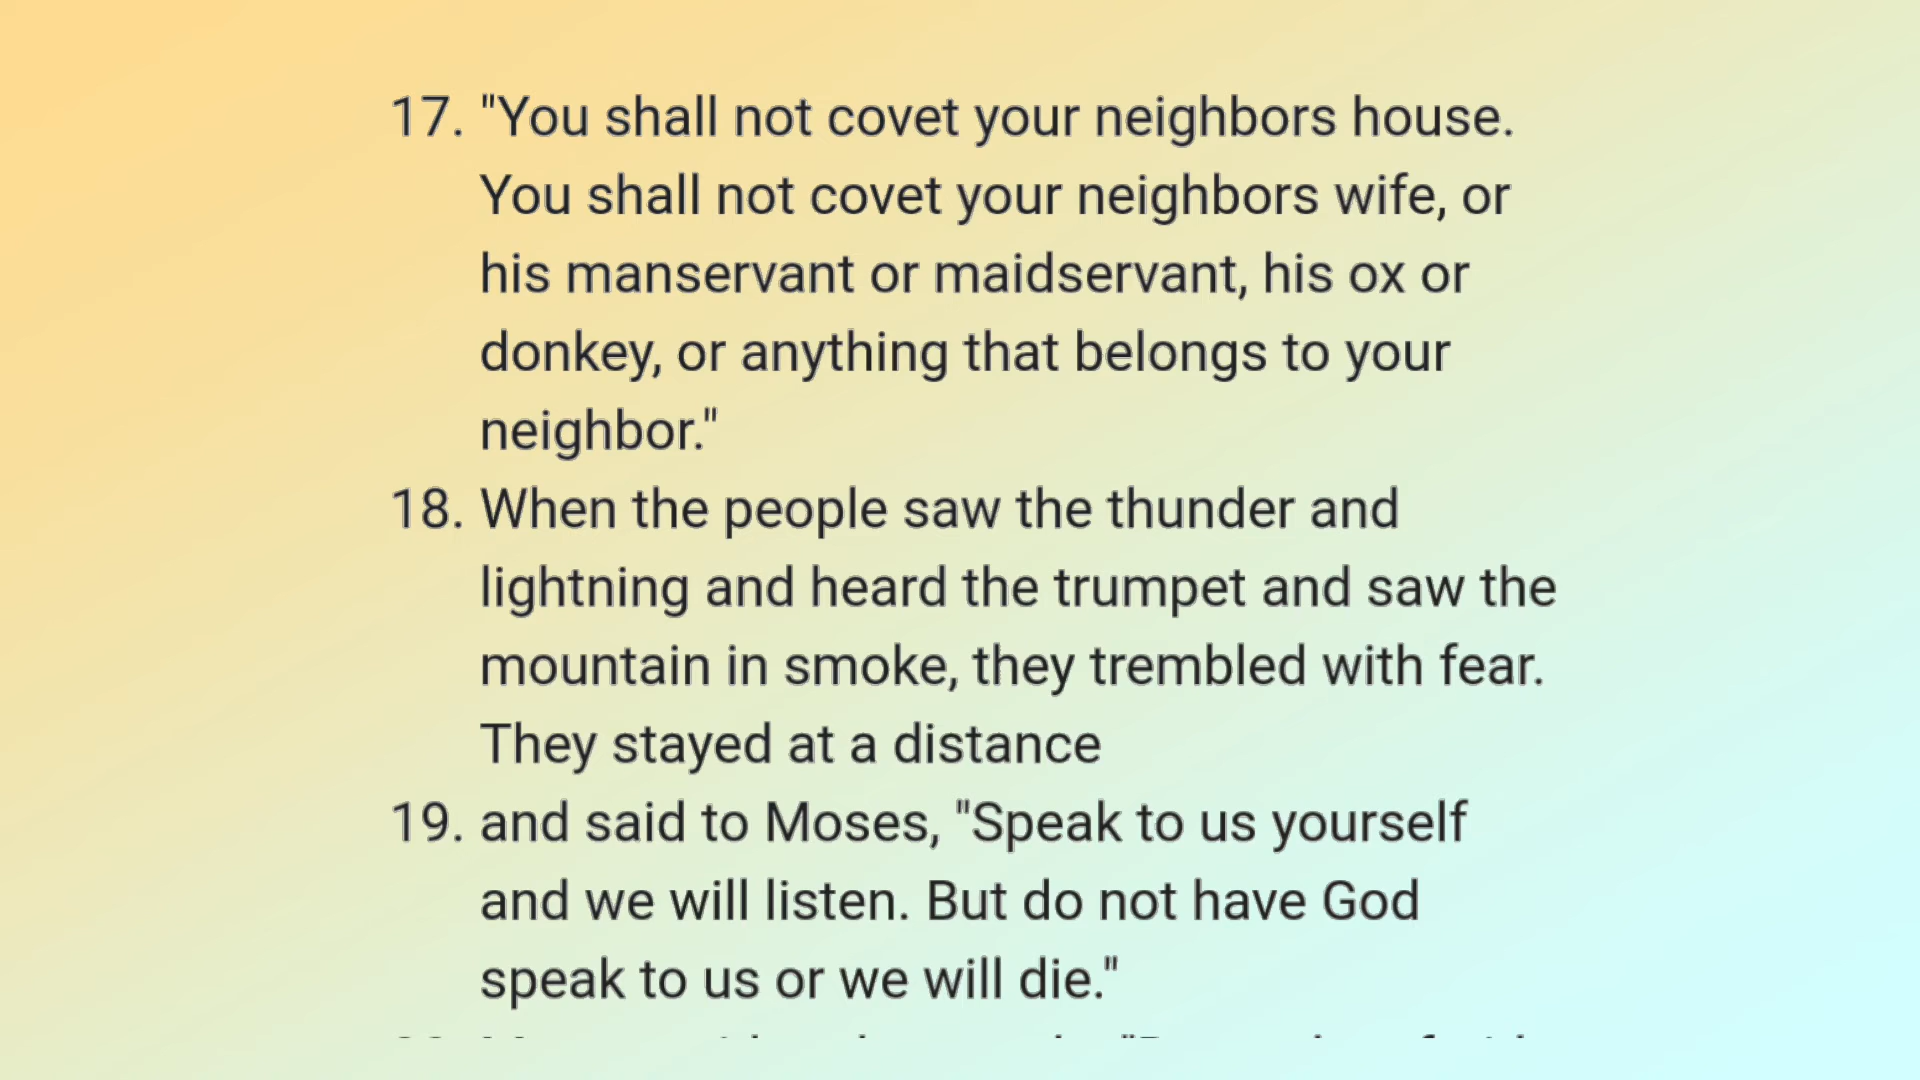 17. "You shall not covet your neighbors house.
You shall not covet your neighbors wife, or
his manservant or maidservant, his ox or
donkey, or anything that belongs to your
neighbor."
18. When the people saw the thunder and
lightning and heard the trumpet and saw the
mountain in smoke, they trembled with fear.
They stayed at a distance
19. and said to Moses, "Speak to us yourself
and we will listen. But do not have God
speak to us or we will die."